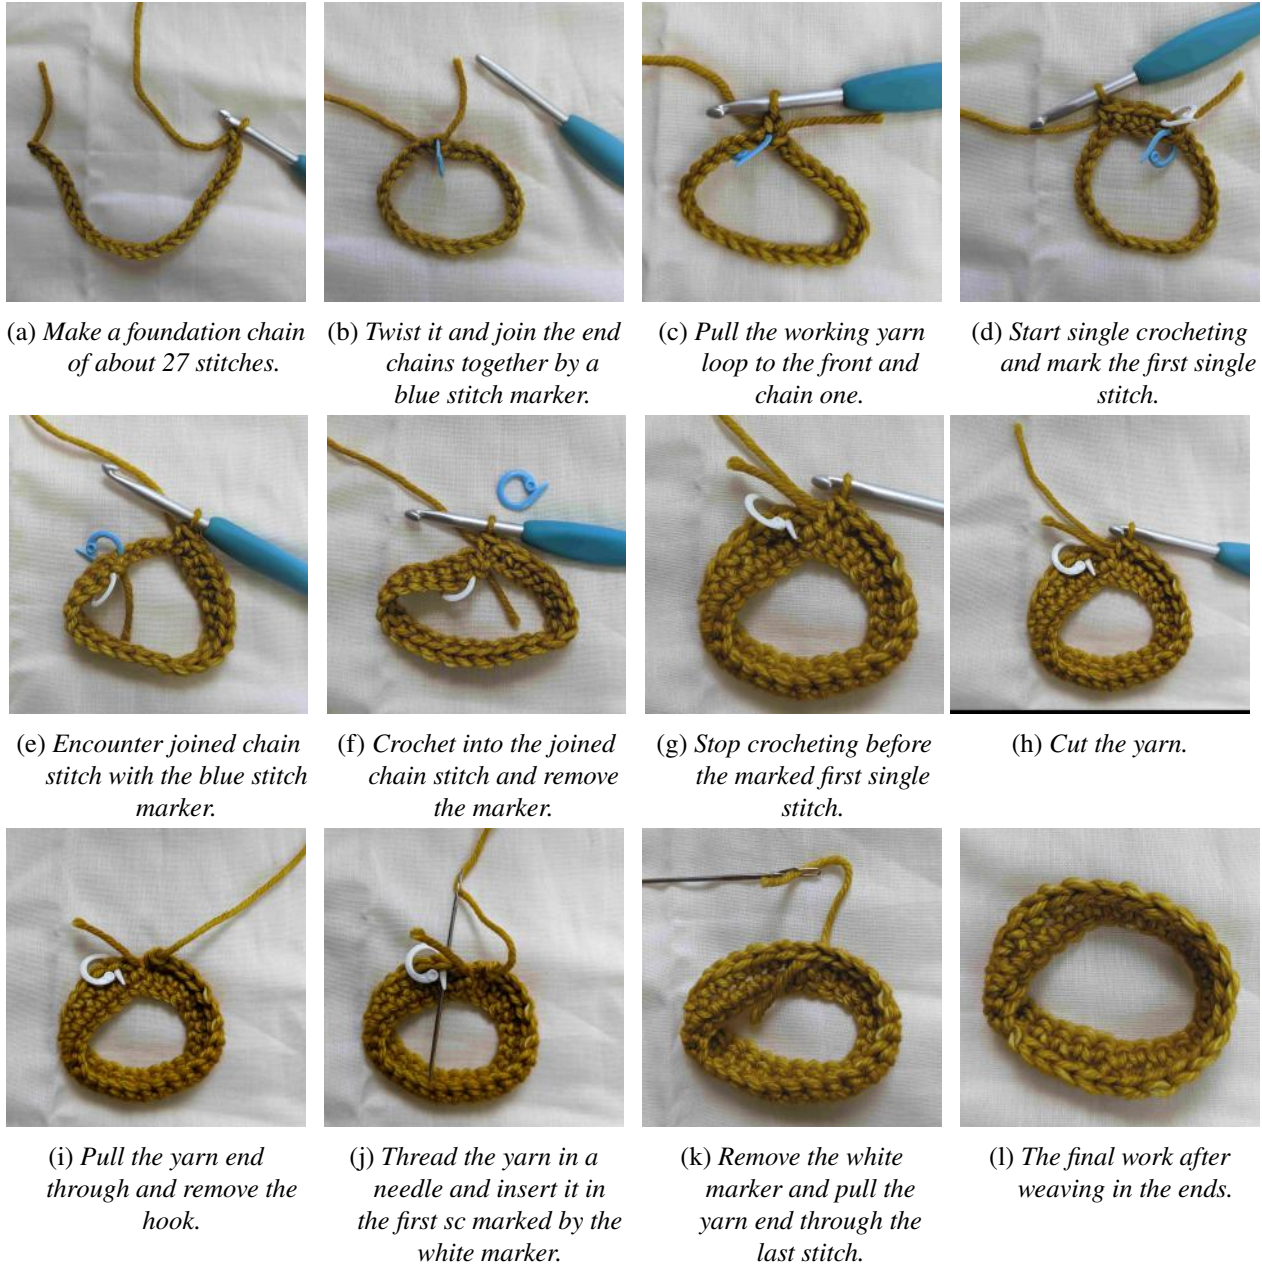 (a) Make a foundation chain
of about 27 stitches.
(b) Twist it and join the end
chains together by a
blue stitch marker.
(c) Pull the working yarn
loop to the front and
chain one.
(d) Start single crocheting
and mark the first single
stitch.
(e) Encounter joined chain
stitch with the blue stitch
marker.
(f) Crochet into the joined
chain stitch and remove
the marker.
(g) Stop crocheting before
the marked first single
stitch.
(h) Cut the yarn.
(i) Pull the yarn end
through and remove the
hook.
(j) Thread the yarn in a
needle and insert it in
the first sc marked by the
white marker.
(k) Remove the white
marker and pull the
yarn end through the
last stitch.
(l) The final work after
weaving in the ends.